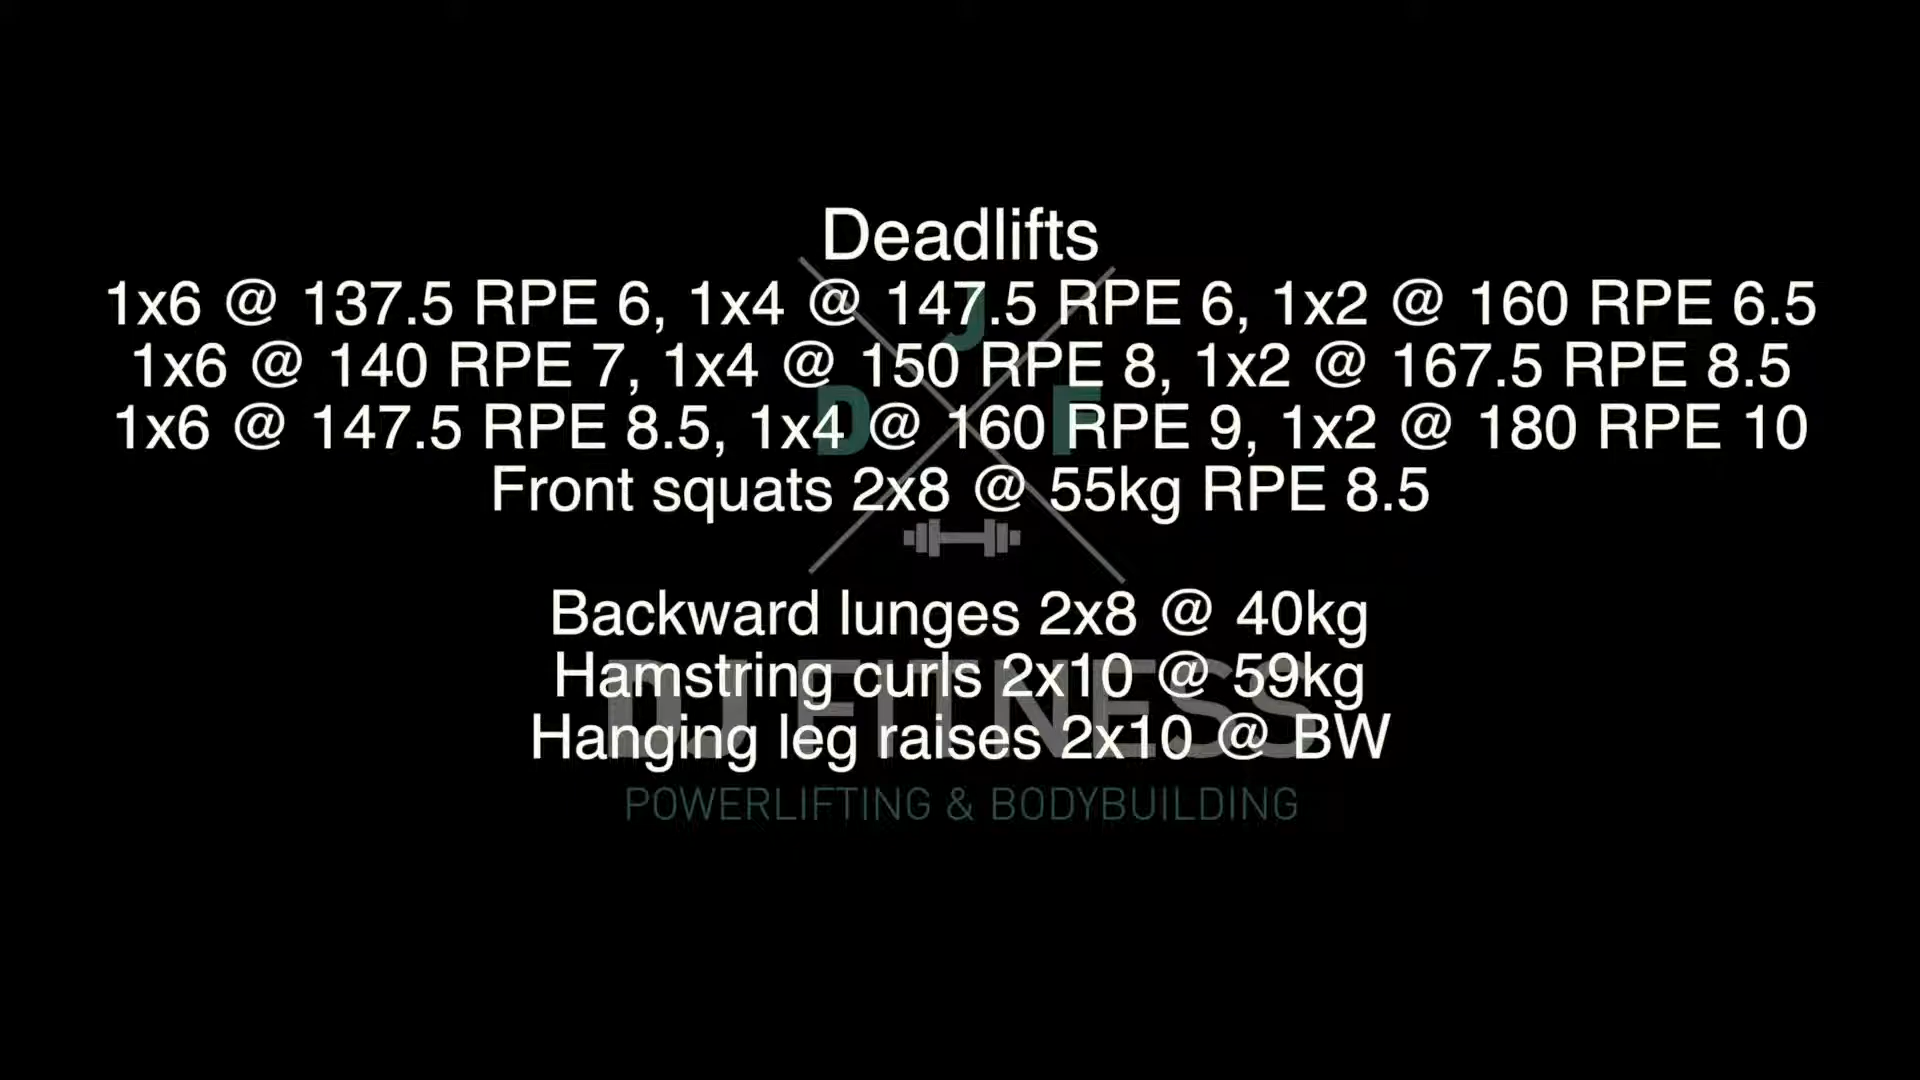 Deadlifts
1x6 @ 137.5 RPE 6, 1x4 @ 147.5 RPE 6, 1x2 @ 160 RPE 6.5
1x6 @ 140 RPE 7, 1x4 @ 150 RPE 8, 1x2 @ 167.5 RPE 8.5
1x6 @ 147.5 RPE 8.5, 1x4 @ 160 RPE 9, 1x2 @ 180 RPE 10
Front squats 2x8 @ 55kg RPE 8.5
Backward lunges 2x8 @ 40kg
Hamstring curls 2x10 @ 59kg
Hanging leg raises 2x10 @ BW
J
D F
DJ FITNESS
POWERLIFTING & BODYBUILDING